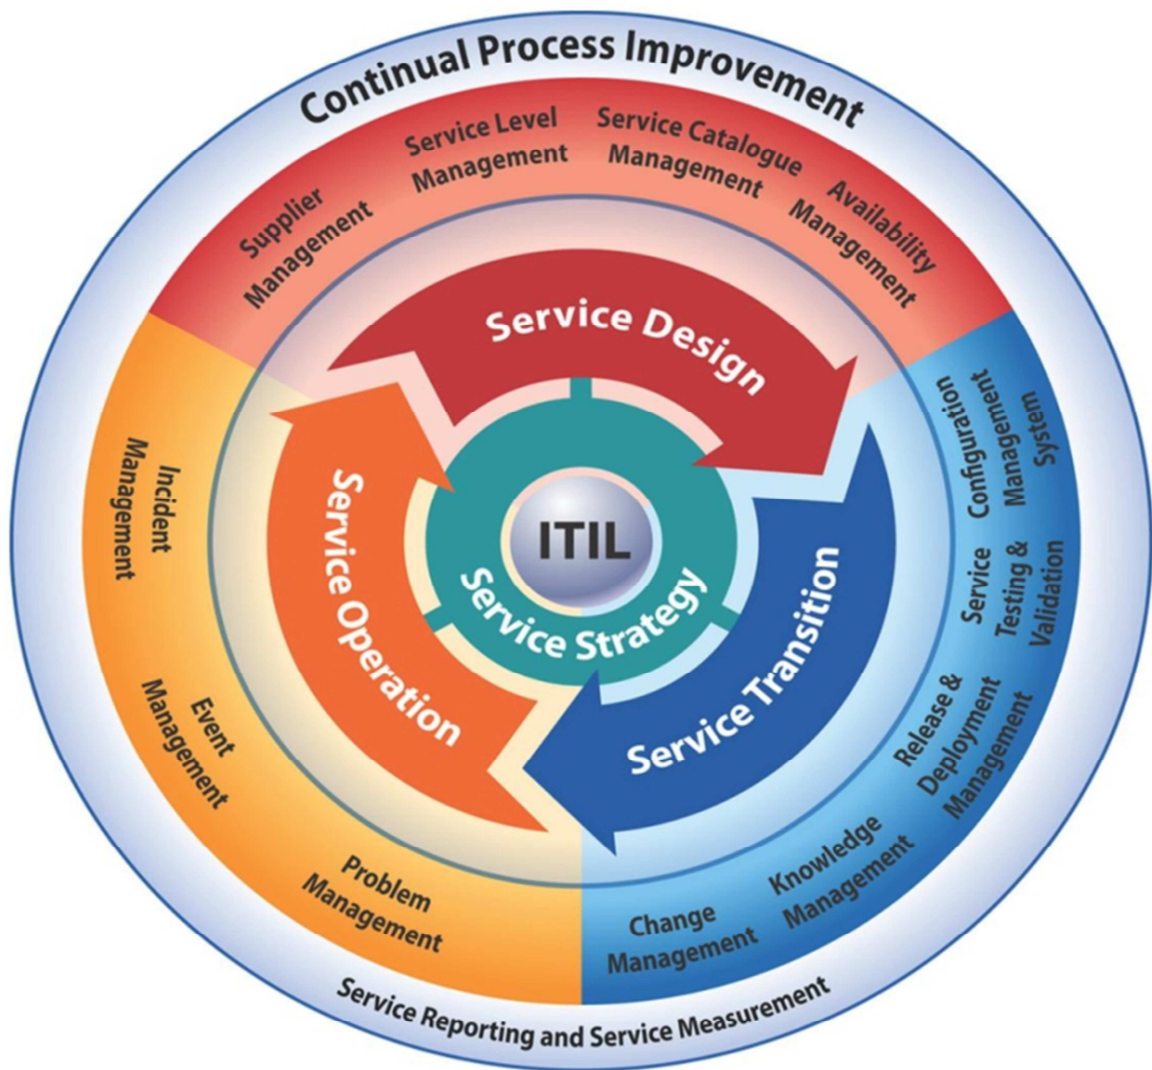 Continual Process Improvement
Supplier
Management
Service Level
Management
Service Catalogue
Management
Availability
Management
Service Design
Configuration
Management
System
Service
Testing &
Validation
Release &
Deployment
Management
Knowledge
Management
Change
Management
Service Transition
Incident
Management
Event
Management
Problem
Management
Service Operation
ITIL
Service Strategy
Service Reporting and Service Measurement